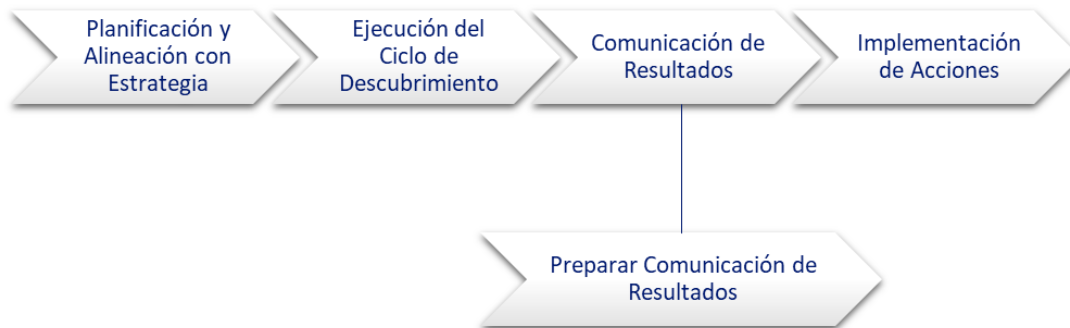 Planificación y
Alineación con
Estrategia
Ejecución del
Ciclo de
Descubrimiento
Comunicación de
Resultados
Implementación
de Acciones
Preparar Comunicación de
Resultados